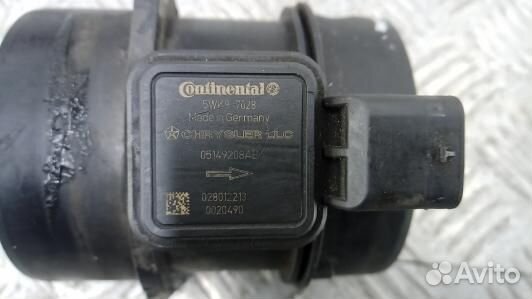 Continental
5WK9 7028
Made in Germany
CHRYSLER LLC
05149208AB
028012213
0020490
Avito